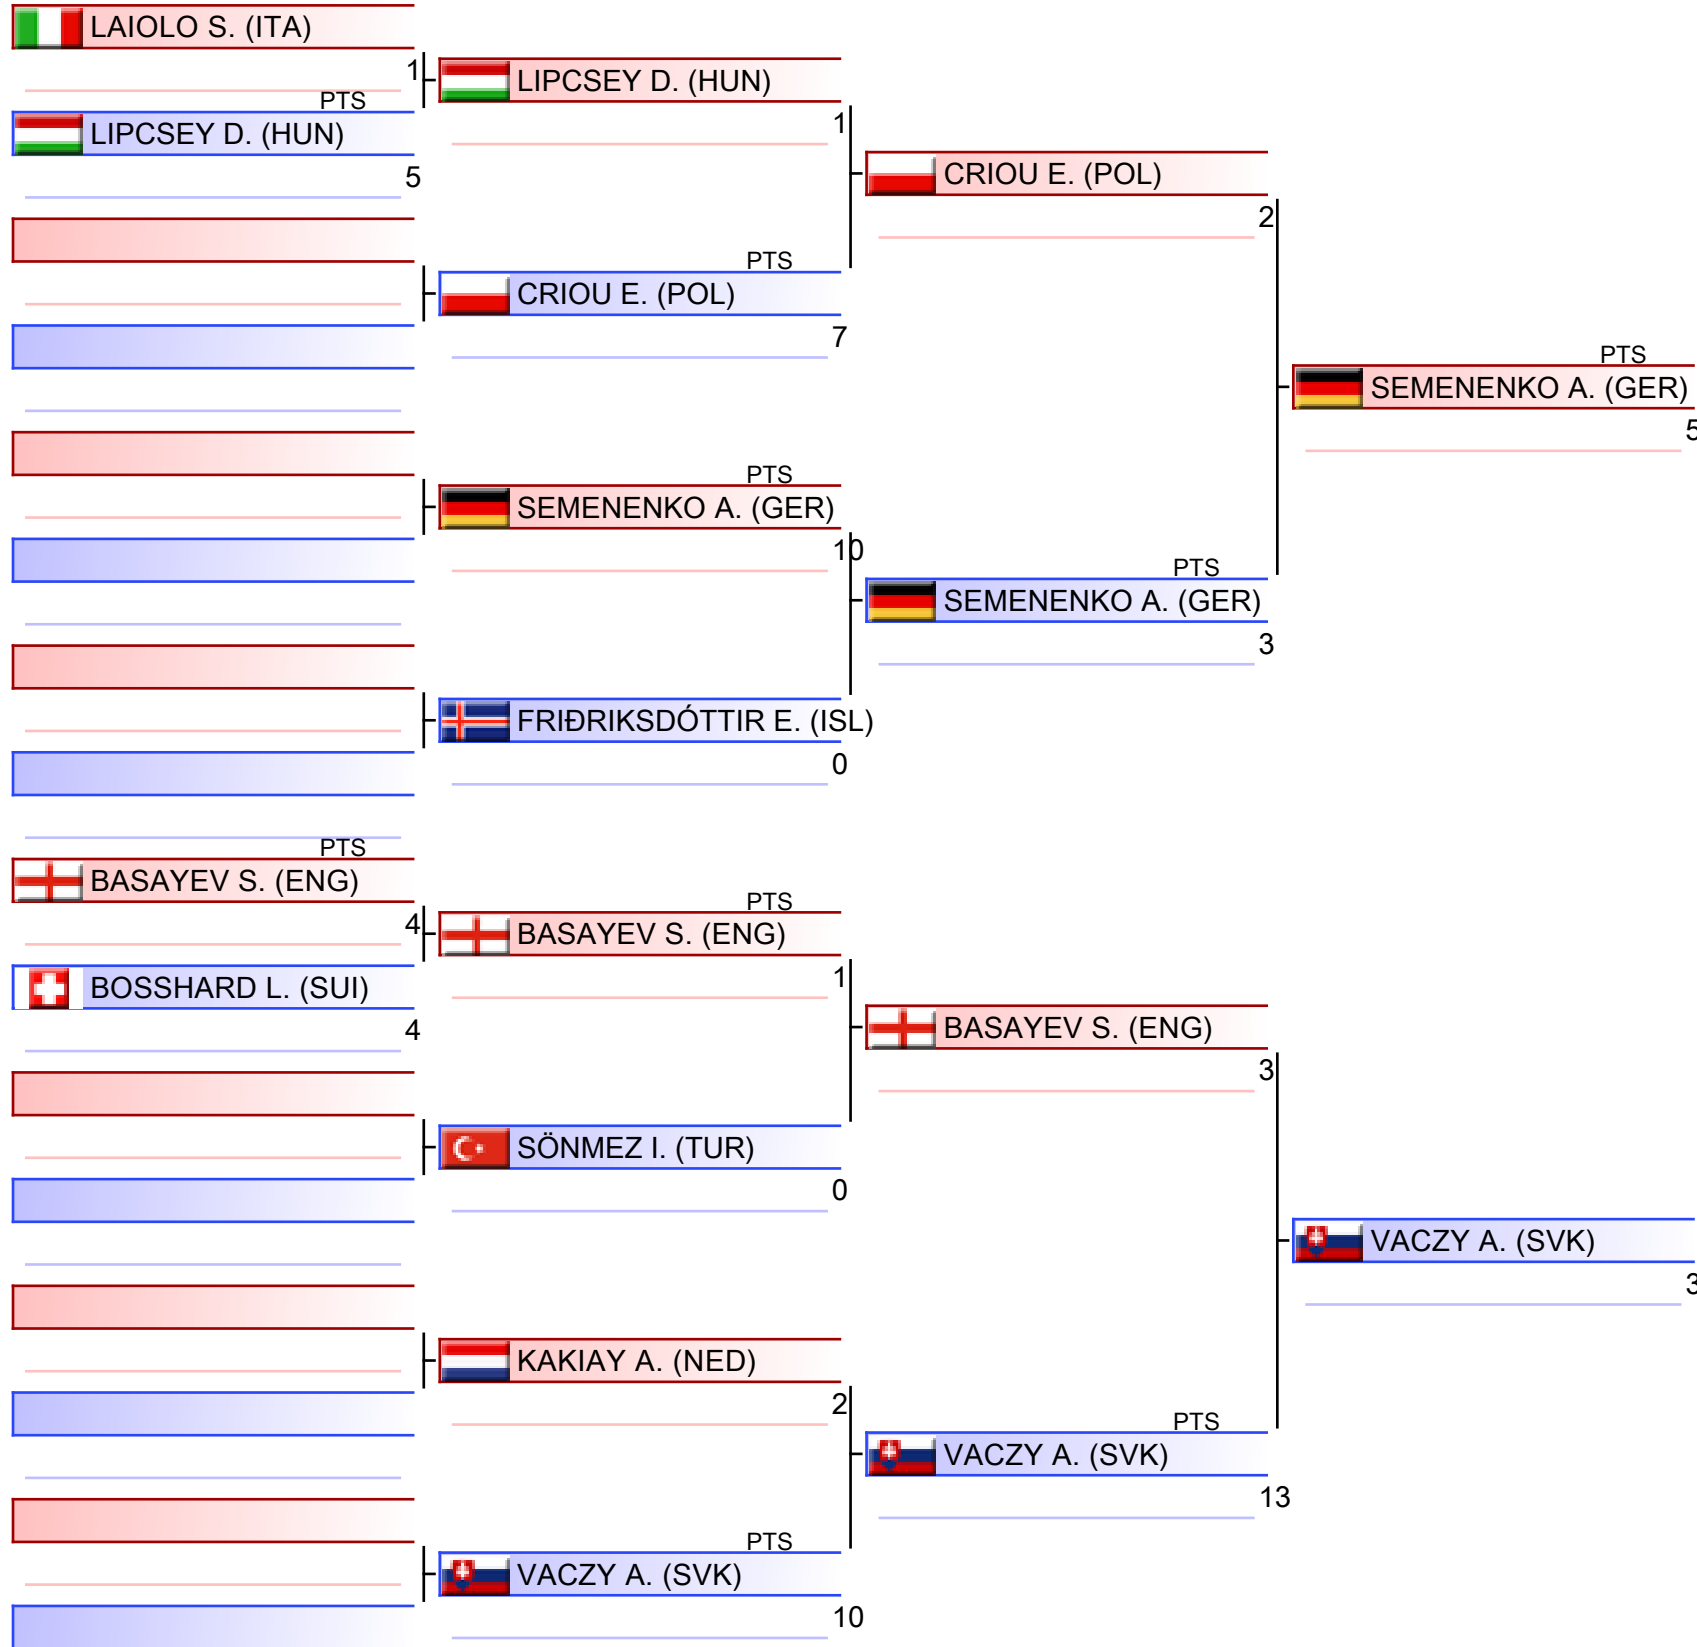 LAIOLO S. (ITA)
1
PTS
LIPCSEY D. (HUN)
5
PTS
BASAYEV S. (ENG)
4
BOSSHARD L. (SUI)
4
LIPCSEY D. (HUN)
1
PTS
CRIOU E. (POL)
7
PTS
SEMENENKO A. (GER)
10
FRIÐRIKSDÓTTIR E. (ISL)
0
PTS
BASAYEV S. (ENG)
1
SÖNMEZ I. (TUR)
0
KAKIAY A. (NED)
2
PTS
VACZY A. (SVK)
10
CRIOU E. (POL)
2
PTS
SEMENENKO A. (GER)
3
BASAYEV S. (ENG)
3
PTS
VACZY A. (SVK)
13
PTS
SEMENENKO A. (GER)
5
VACZY A. (SVK)
3